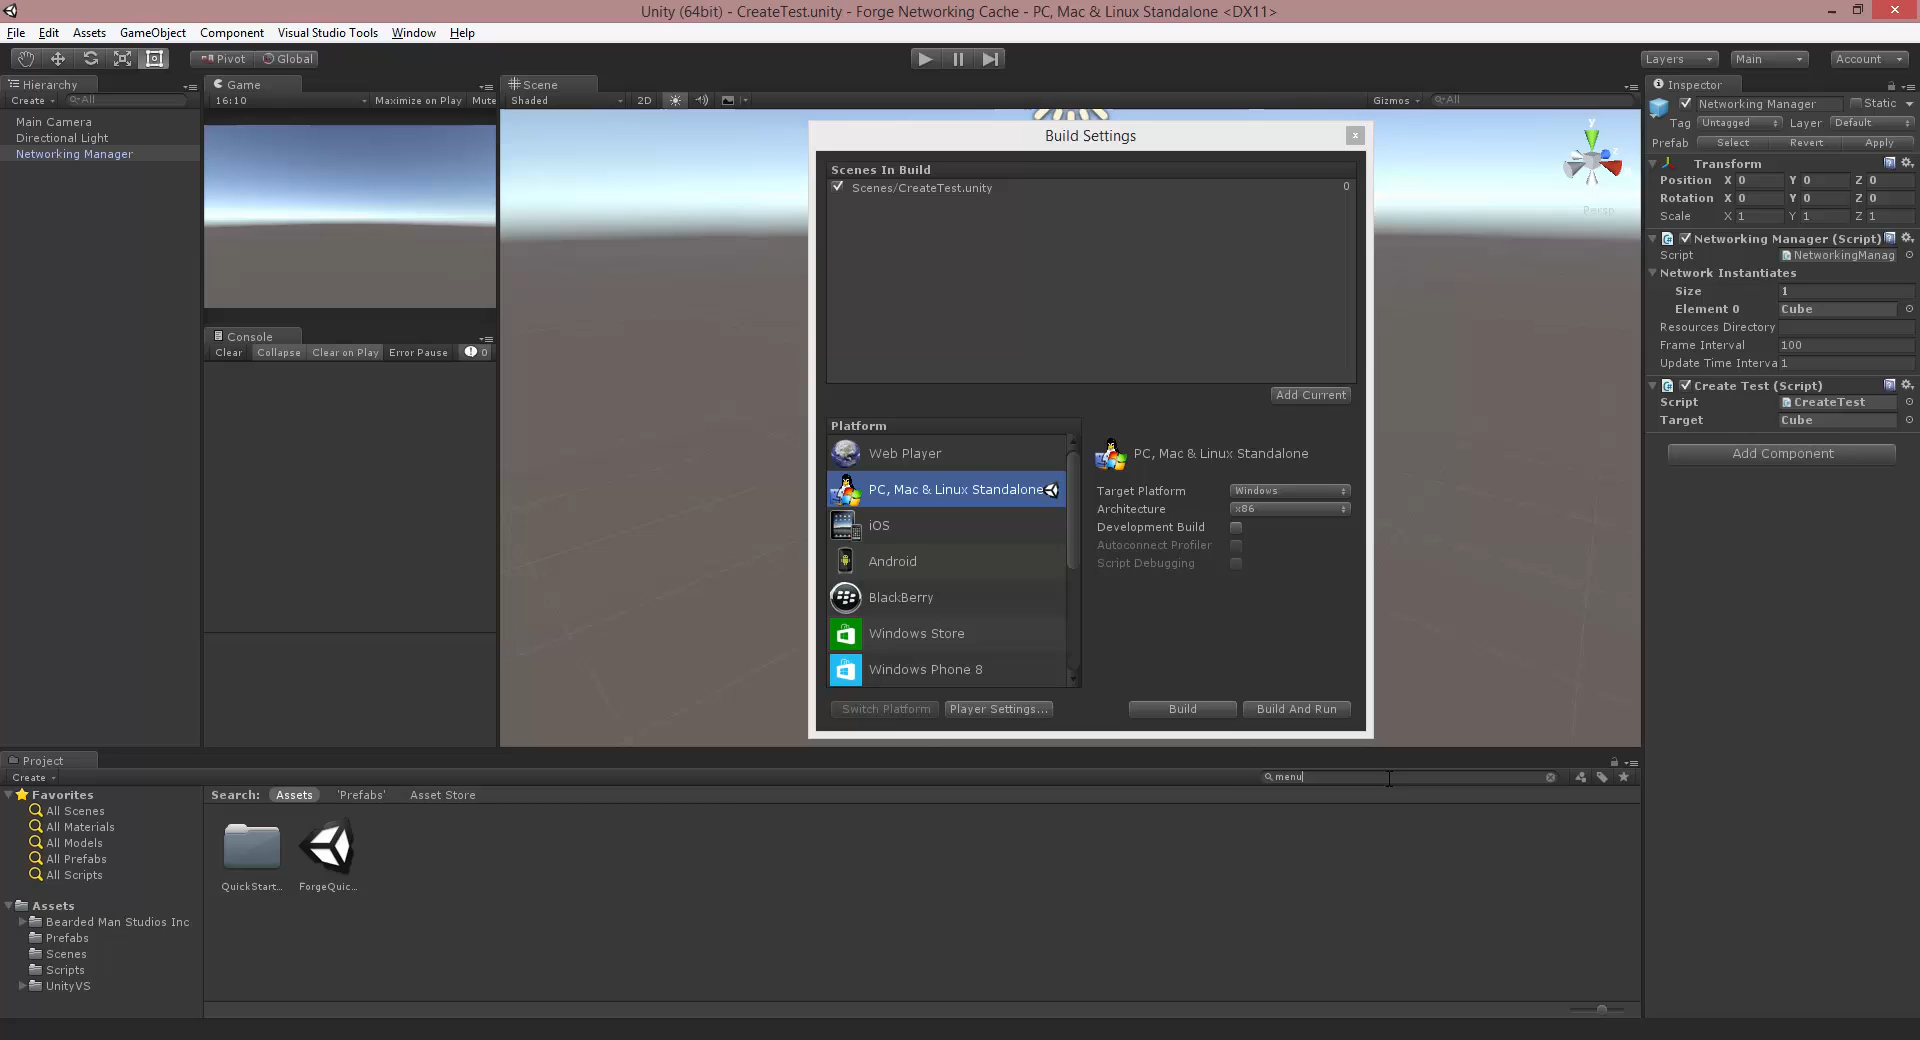 Unity (64bit) - CreateTest.unity - Forge Networking Cache - PC, Mac & Linux Standalone <DX11>
File Edit Assets GameObject Component Visual Studio Tools Window Help
Pivot Global
Layers Main Account
Hierarchy
Create All
Main Camera
Directional Light
Networking Manager
Game
16:10 Maximize on Play Mute
Console
Clear Collapse Clear on Play Error Pause 0
Scene
Shaded 2D Gizmos All
y
z
Persp
Build Settings
x
Scenes In Build
Scenes/CreateTest.unity 0
Add Current
Platform
Web Player
PC, Mac & Linux Standalone
iOS
Android
BlackBerry
Windows Store
Windows Phone 8
PC, Mac & Linux Standalone
Target Platform Windows
Architecture x86
Development Build
Autoconnect Profiler
Script Debugging
Switch Platform Player Settings... Build Build And Run
Inspector
Networking Manager Static
Tag Untagged Layer Default
Prefab Select Revert Apply
Transform
Position X 0 Y 0 Z 0
Rotation X 0 Y 0 Z 0
Scale X 1 Y 1 Z 1
Networking Manager (Script)
Script NetworkingManag
Network Instantiates
Size 1
Element 0 Cube
Resources Directory
Frame Interval 100
Update Time Interva 1
Create Test (Script)
Script CreateTest
Target Cube
Add Component
Project
Create menu
Favorites
All Scenes
All Materials
All Models
All Prefabs
All Scripts
Assets
Bearded Man Studios Inc
Prefabs
Scenes
Scripts
UnityVS
Search: Assets 'Prefabs' Asset Store
QuickStart... ForgeQuic...